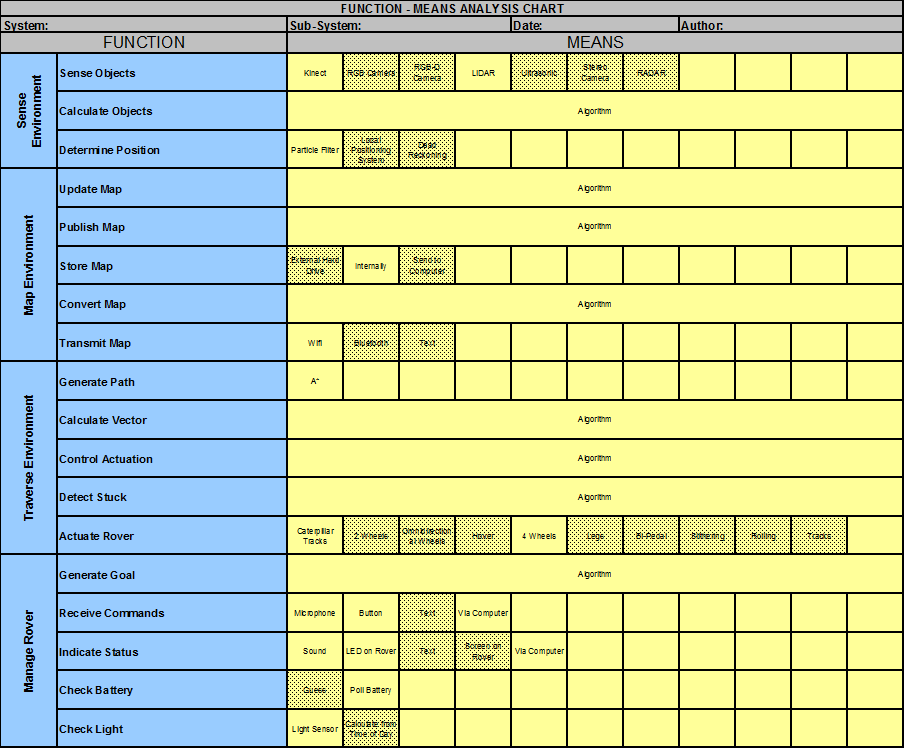 FUNCTION - MEANS ANALYSIS CHART
System: Sub-System: Date: Author:
FUNCTION MEANS
Sense Environment
Sense Objects Kinect RGB Camera RGB-D Camera LIDAR Ultrasonic Stereo Camera RADAR
Calculate Objects Algorithm
Determine Position Particle Filter Local Positioning System Dead Reckoning
Map Environment
Update Map Algorithm
Publish Map Algorithm
Store Map External Hard Drive Internally Send to Computer
Convert Map Algorithm
Transmit Map Wifi Bluetooth Text
Traverse Environment
Generate Path A*
Calculate Vector Algorithm
Control Actuation Algorithm
Detect Stuck Algorithm
Actuate Rover Caterpillar Tracks 2 Wheels Omnidirectional Wheels Hover 4 Wheels Legs Bi-Pedal Slithering Rolling Tracks
Manage Rover
Generate Goal Algorithm
Receive Commands Microphone Button Text Via Computer
Indicate Status Sound LED on Rover Text Screen on Rover Via Computer
Check Battery Guess Poll Battery
Check Light Light Sensor Calculate from Time of Day